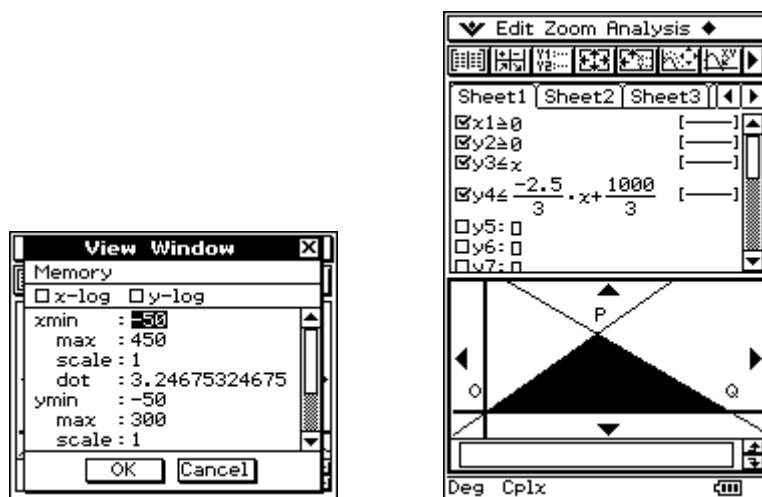 View Window
Memory
x-log y-log
xmin :-50
max :450
scale:1
dot :3.24675324675
ymin :-50
max :300
scale:1
OK Cancel
Edit Zoom Analysis
Sheet1 Sheet2 Sheet3
x1≥0
y2≥0
y3≤x
y4≤-2.5/3·x+1000/3
y5:
y6:
y7:
P
O Q
Deg Cplx